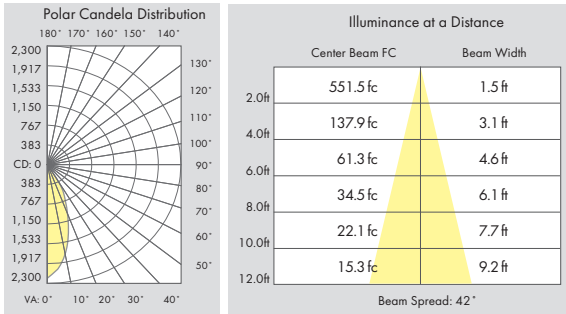 Polar Candela Distribution
180° 170° 160° 150° 140°
2,300
1,917
1,533
1,150
767
383
CD: 0
383
767
1,150
1,533
1,917
2,300
130°
120°
110°
100°
90°
80°
70°
60°
50°
VA: 0° 10° 20° 30° 40°
Illuminance at a Distance
Center Beam FC Beam Width
551.5 fc 1.5 ft
2.0ft
137.9 fc 3.1 ft
4.0ft
61.3 fc 4.6 ft
6.0ft
34.5 fc 6.1 ft
8.0ft
22.1 fc 7.7 ft
10.0ft
15.3 fc 9.2 ft
12.0ft
Beam Spread: 42°